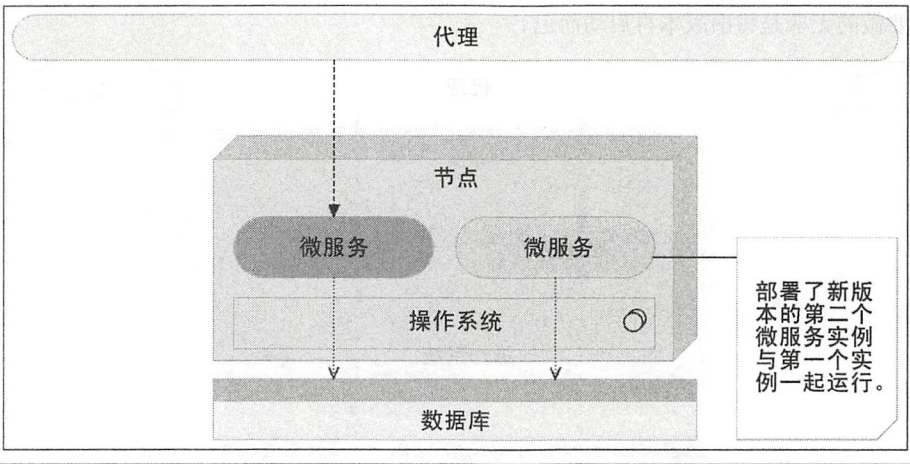 代理
节点
微服务
微服务
操作系统
数据库
部署了新版
本的第二个
微服务实例
与第一个实
例一起运行。